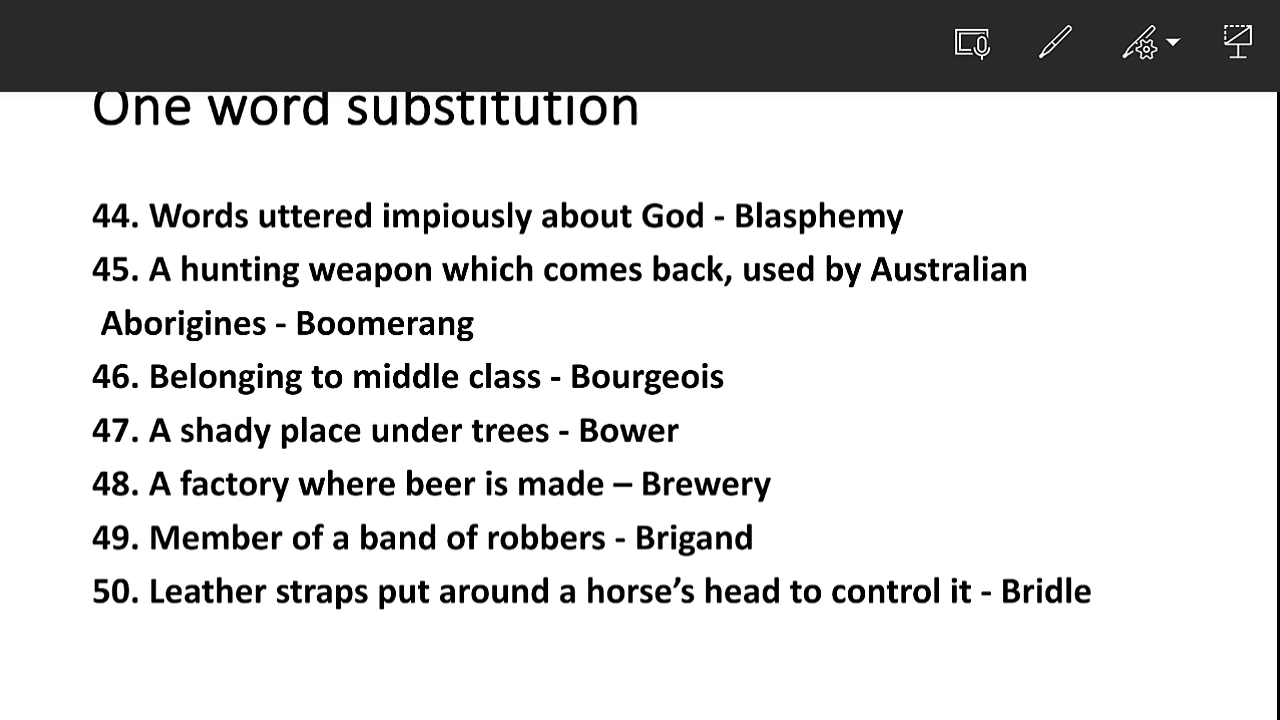 One word substitution
44. Words uttered impiously about God - Blasphemy
45. A hunting weapon which comes back, used by Australian
Aborigines - Boomerang
46. Belonging to middle class - Bourgeois
47. A shady place under trees - Bower
48. A factory where beer is made – Brewery
49. Member of a band of robbers - Brigand
50. Leather straps put around a horse’s head to control it - Bridle